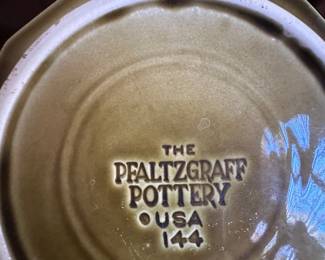 THE
PFALTZGRAFF
POTTERY
USA
144